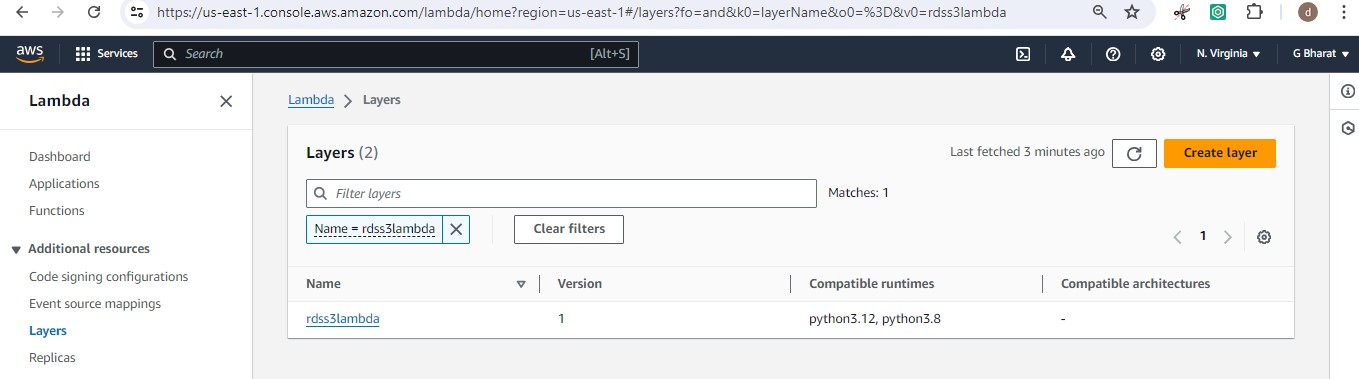 https://us-east-1.console.aws.amazon.com/lambda/home?region=us-east-1#/layers?fo=and&k0=layerName&o0=%3D&v0=rdss3lambda
d
aws Services Search [Alt+S] N. Virginia G Bharat
Lambda
Dashboard
Applications
Functions
Additional resources
Code signing configurations
Event source mappings
Layers
Replicas
Lambda Layers
Layers (2) Last fetched 3 minutes ago Create layer
Filter layers Matches: 1
Name = rdss3lambda Clear filters 1
Name Version Compatible runtimes Compatible architectures
rdss3lambda 1 python3.12, python3.8 -